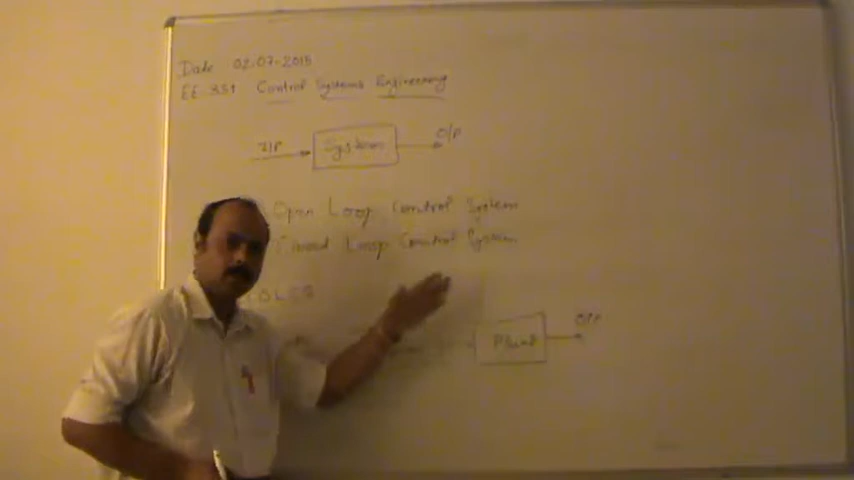 Date 02-07-2015
EE-351 Control Systems Engineering
I/P System O/P
Open Loop Control System
Closed Loop Control System
OLCS
Plant O/P